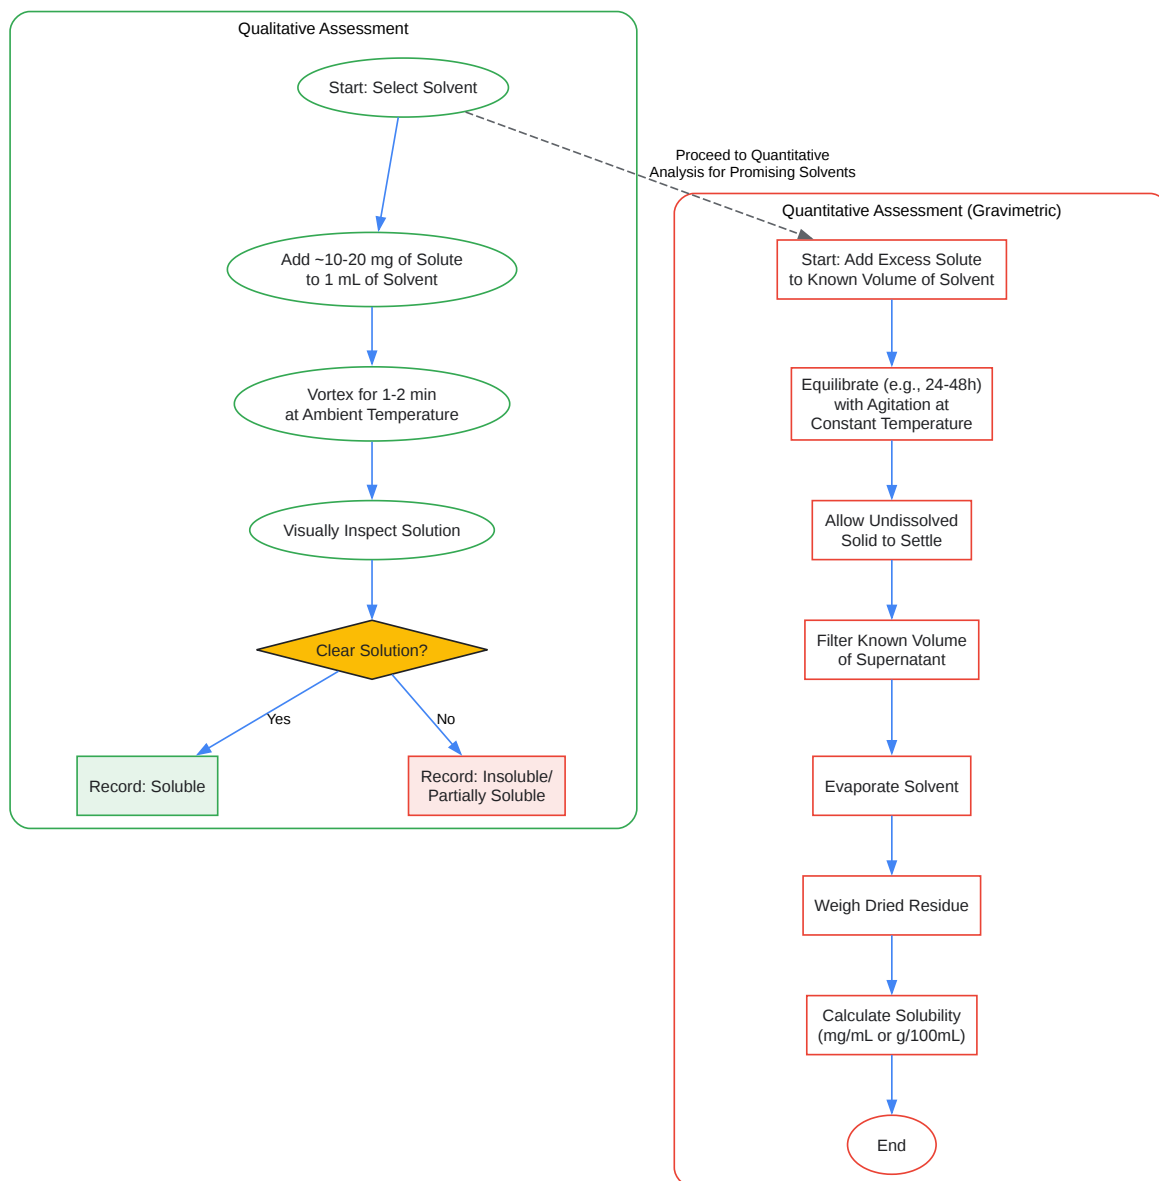 Qualitative Assessment
Start: Select Solvent
Add ~10-20 mg of Solute
to 1 mL of Solvent
Vortex for 1-2 min
at Ambient Temperature
Visually Inspect Solution
Clear Solution?
Yes
No
Record: Soluble
Record: Insoluble/
Partially Soluble
Proceed to Quantitative
Analysis for Promising Solvents
Quantitative Assessment (Gravimetric)
Start: Add Excess Solute
to Known Volume of Solvent
Equilibrate (e.g., 24-48h)
with Agitation at
Constant Temperature
Allow Undissolved
Solid to Settle
Filter Known Volume
of Supernatant
Evaporate Solvent
Weigh Dried Residue
Calculate Solubility
(mg/mL or g/100mL)
End